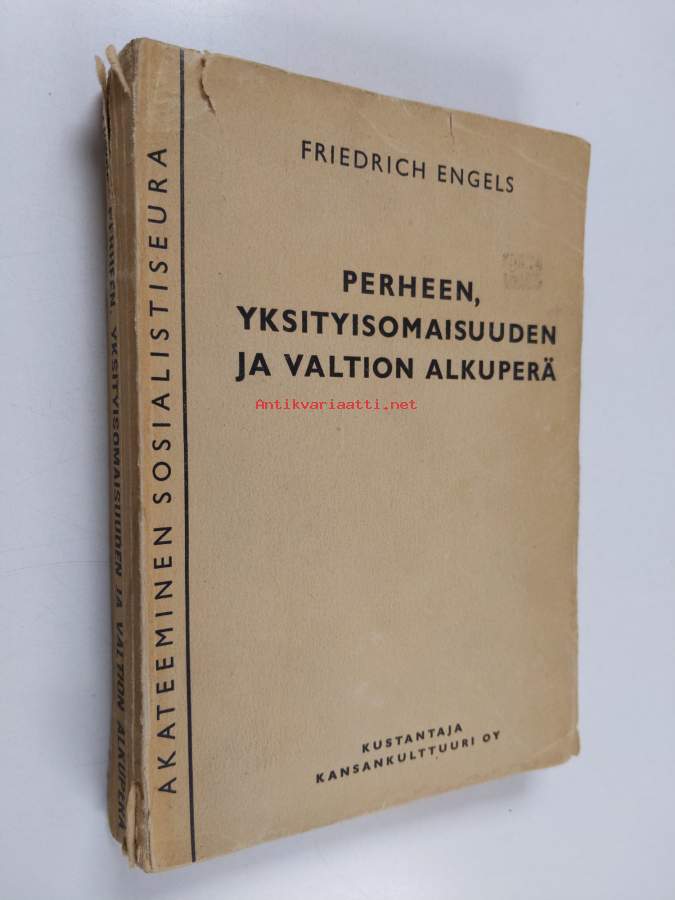 FRIEDRICH ENGELS
PERHEEN,
YKSITYISOMAISUUDEN
JA VALTION ALKUPERÄ
Antikvariaatti.net
KUSTANTAJA
KANSANKULTTUURI OY
AKATEEMINEN SOSIALISTISEURA
PERHEEN, YKSITYISOMAISUUDEN JA VALTION ALKUPERÄ